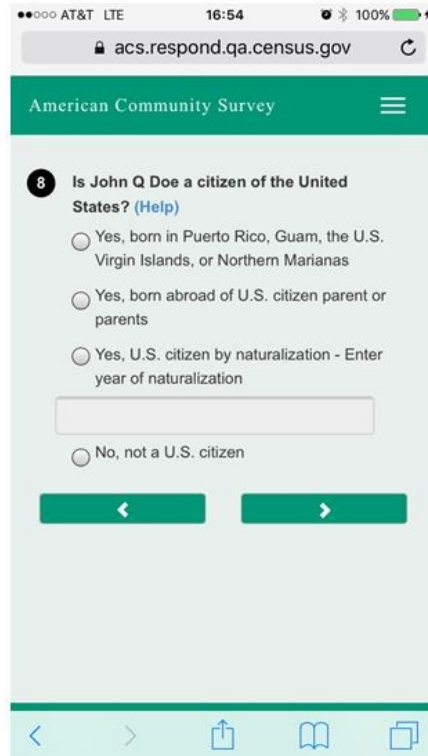 AT&T LTE 16:54 100%
acs.respond.qa.census.gov
American Community Survey
8 Is John Q Doe a citizen of the United
States? (Help)
Yes, born in Puerto Rico, Guam, the U.S.
Virgin Islands, or Northern Marianas
Yes, born abroad of U.S. citizen parent or
parents
Yes, U.S. citizen by naturalization - Enter
year of naturalization
No, not a U.S. citizen